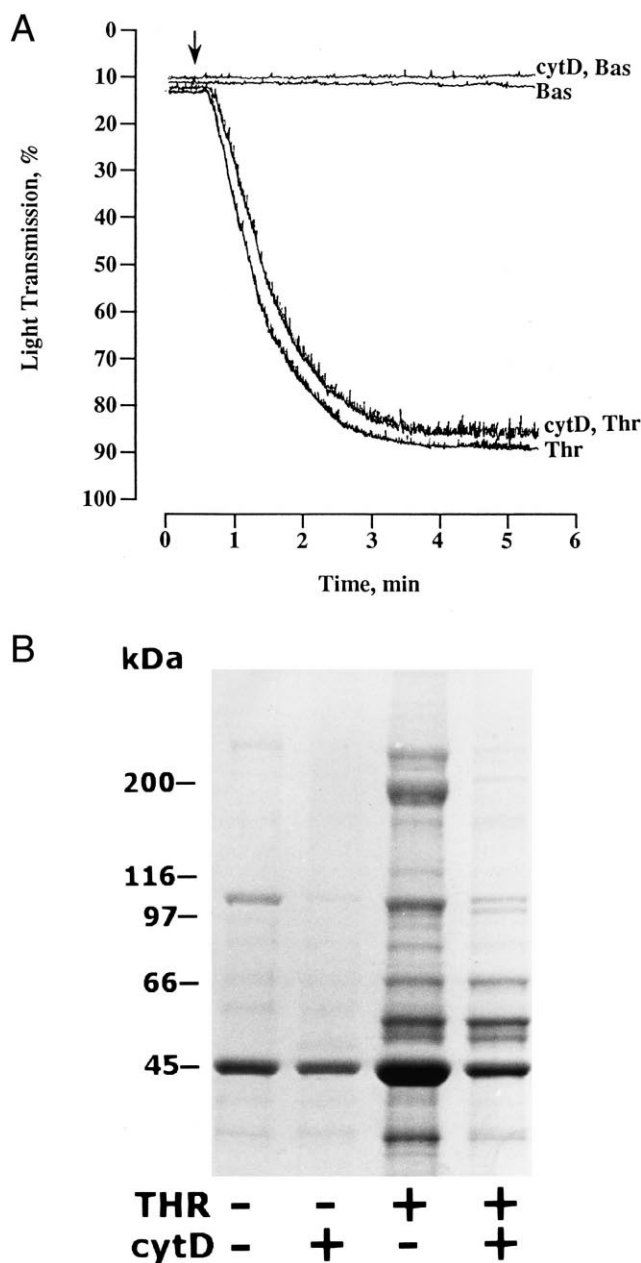 A
0
10
20
30
40
50
60
70
80
90
100
Light Transmission, %
cytD, Bas
Bas
cytD, Thr
Thr
0 1 2 3 4 5 6
Time, min
B
kDa
200–
116–
97–
66–
45–
THR – – + +
cytD – + – +